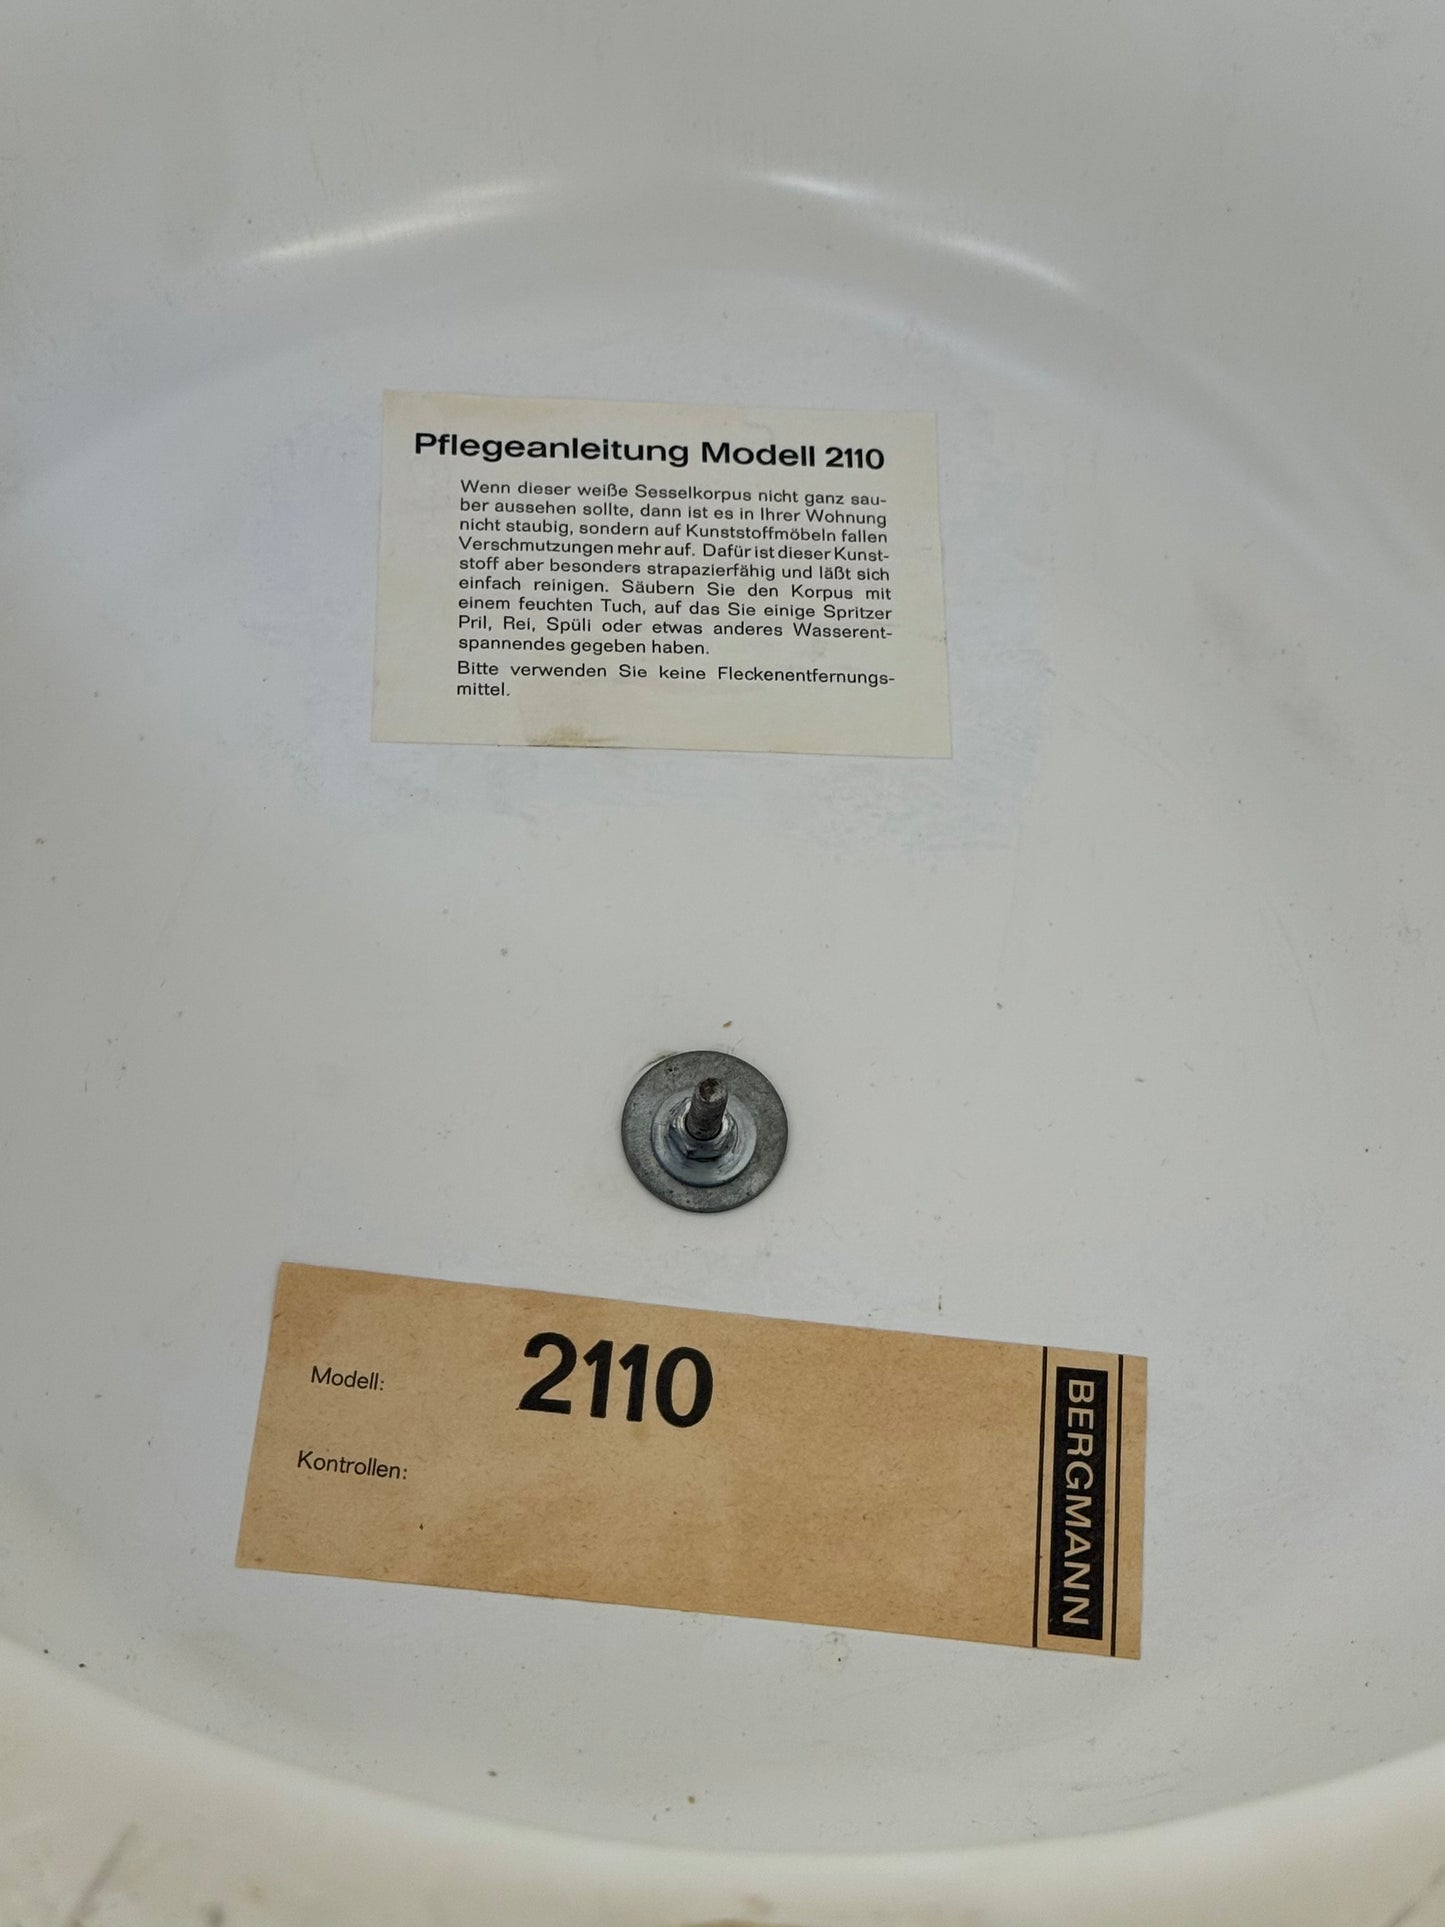 Pflegeanleitung Modell 2110
Wenn dieser weiße Sesselkorpus nicht ganz sau-
ber aussehen sollte, dann ist es in Ihrer Wohnung
nicht staubig, sondern auf Kunststoffmöbeln fallen
Verschmutzungen mehr auf. Dafür ist dieser Kunst-
stoff aber besonders strapazierfähig und läßt sich
einfach reinigen. Säubern Sie den Korpus mit
einem feuchten Tuch, auf das Sie einige Spritzer
Pril, Rei, Spüli oder etwas anderes Wasserent-
spannendes gegeben haben.
Bitte verwenden Sie keine Fleckenentfernungs-
mittel.
Modell: 2110
Kontrollen:
BERGMANN